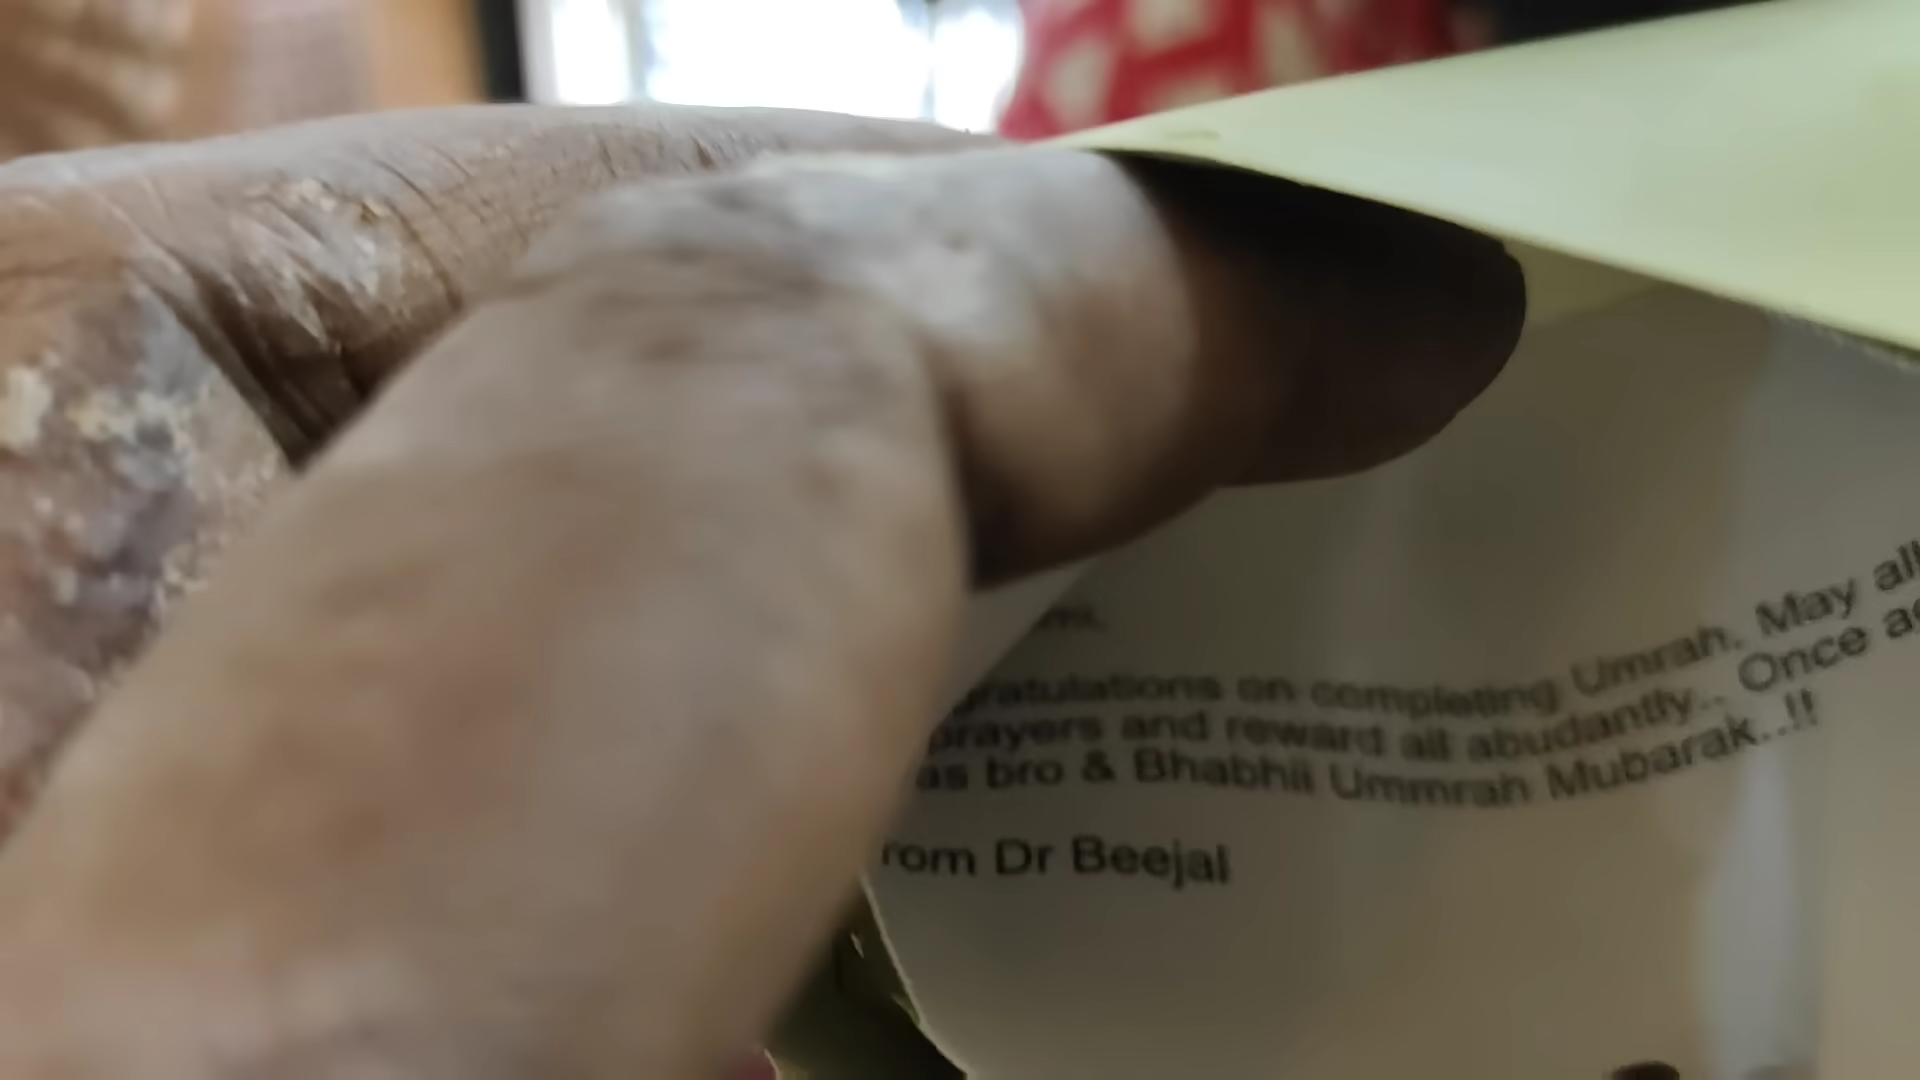 gratulations on completing Umrah. May all
prayers and reward all abudantly.. Once
as bro & Bhabhii Ummrah Mubarak..!!
rom Dr Beejal